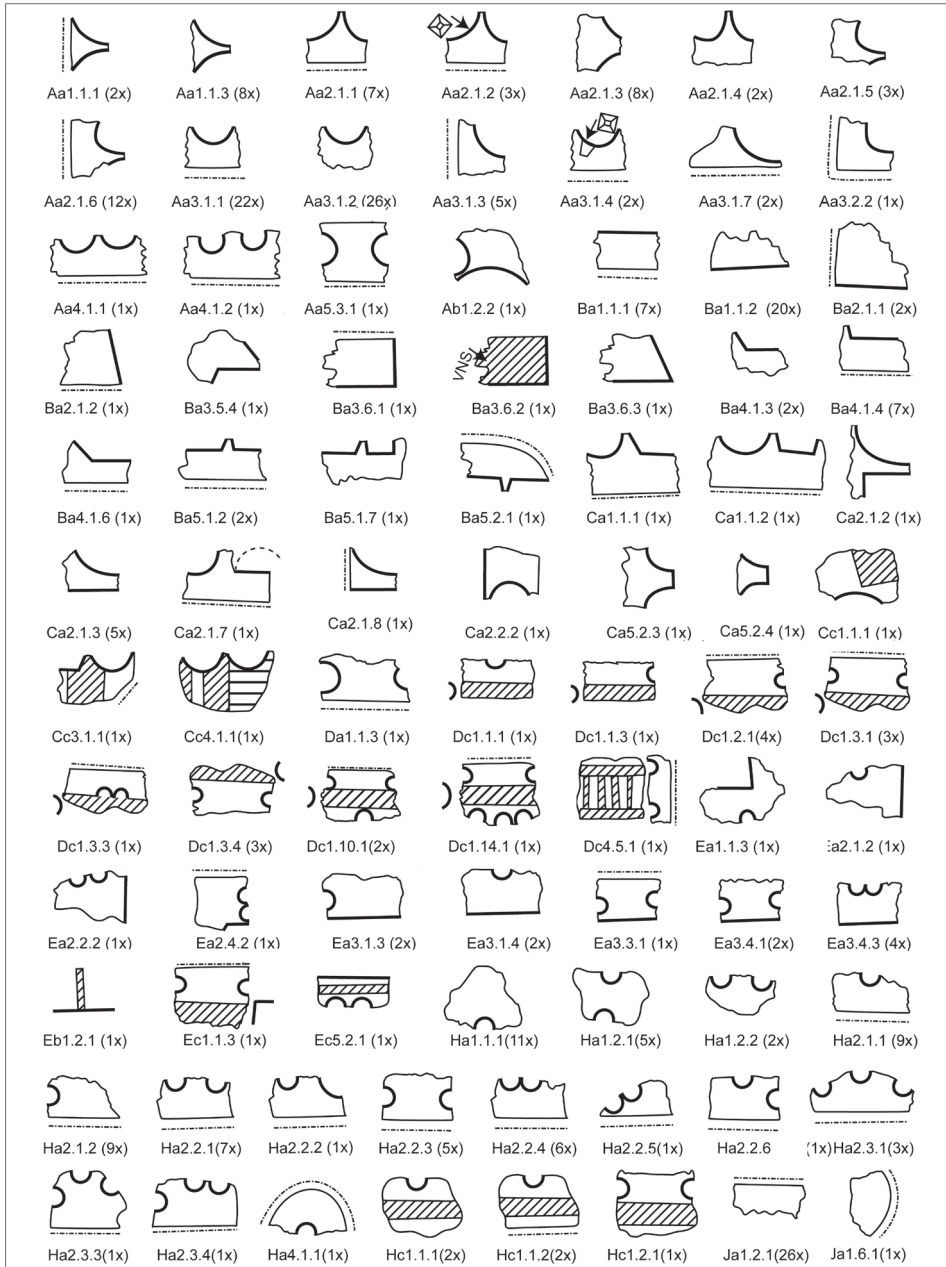 Aa1.1.1 (2x) Aa1.1.3 (8x) Aa2.1.1 (7x) Aa2.1.2 (3x) Aa2.1.3 (8x) Aa2.1.4 (2x) Aa2.1.5 (3x)
Aa2.1.6 (12x) Aa3.1.1 (22x) Aa3.1.2 (26x) Aa3.1.3 (5x) Aa3.1.4 (2x) Aa3.1.7 (2x) Aa3.2.2 (1x)
Aa4.1.1 (1x) Aa4.1.2 (1x) Aa5.3.1 (1x) Ab1.2.2 (1x) Ba1.1.1 (7x) Ba1.1.2 (20x) Ba2.1.1 (2x)
VNSI
Ba2.1.2 (1x) Ba3.5.4 (1x) Ba3.6.1 (1x) Ba3.6.2 (1x) Ba3.6.3 (1x) Ba4.1.3 (2x) Ba4.1.4 (7x)
Ba4.1.6 (1x) Ba5.1.2 (2x) Ba5.1.7 (1x) Ba5.2.1 (1x) Ca1.1.1 (1x) Ca1.1.2 (1x) Ca2.1.2 (1x)
Ca2.1.3 (5x) Ca2.1.7 (1x) Ca2.1.8 (1x) Ca2.2.2 (1x) Ca5.2.3 (1x) Ca5.2.4 (1x) Cc1.1.1 (1x)
Cc3.1.1(1x) Cc4.1.1(1x) Da1.1.3 (1x) Dc1.1.1 (1x) Dc1.1.3 (1x) Dc1.2.1(4x) Dc1.3.1 (3x)
Dc1.3.3 (1x) Dc1.3.4 (3x) Dc1.10.1(2x) Dc1.14.1 (1x) Dc4.5.1 (1x) Ea1.1.3 (1x) Ea2.1.2 (1x)
Ea2.2.2 (1x) Ea2.4.2 (1x) Ea3.1.3 (2x) Ea3.1.4 (2x) Ea3.3.1 (1x) Ea3.4.1(2x) Ea3.4.3 (4x)
Eb1.2.1 (1x) Ec1.1.3 (1x) Ec5.2.1 (1x) Ha1.1.1(11x) Ha1.2.1(5x) Ha1.2.2 (2x) Ha2.1.1 (9x)
Ha2.1.2 (9x) Ha2.2.1(7x) Ha2.2.2 (1x) Ha2.2.3 (5x) Ha2.2.4 (6x) Ha2.2.5(1x) Ha2.2.6 (1x) Ha2.3.1(3x)
Ha2.3.3(1x) Ha2.3.4(1x) Ha4.1.1(1x) Hc1.1.1(2x) Hc1.1.2(2x) Hc1.2.1(1x) Ja1.2.1(26x) Ja1.6.1(1x)